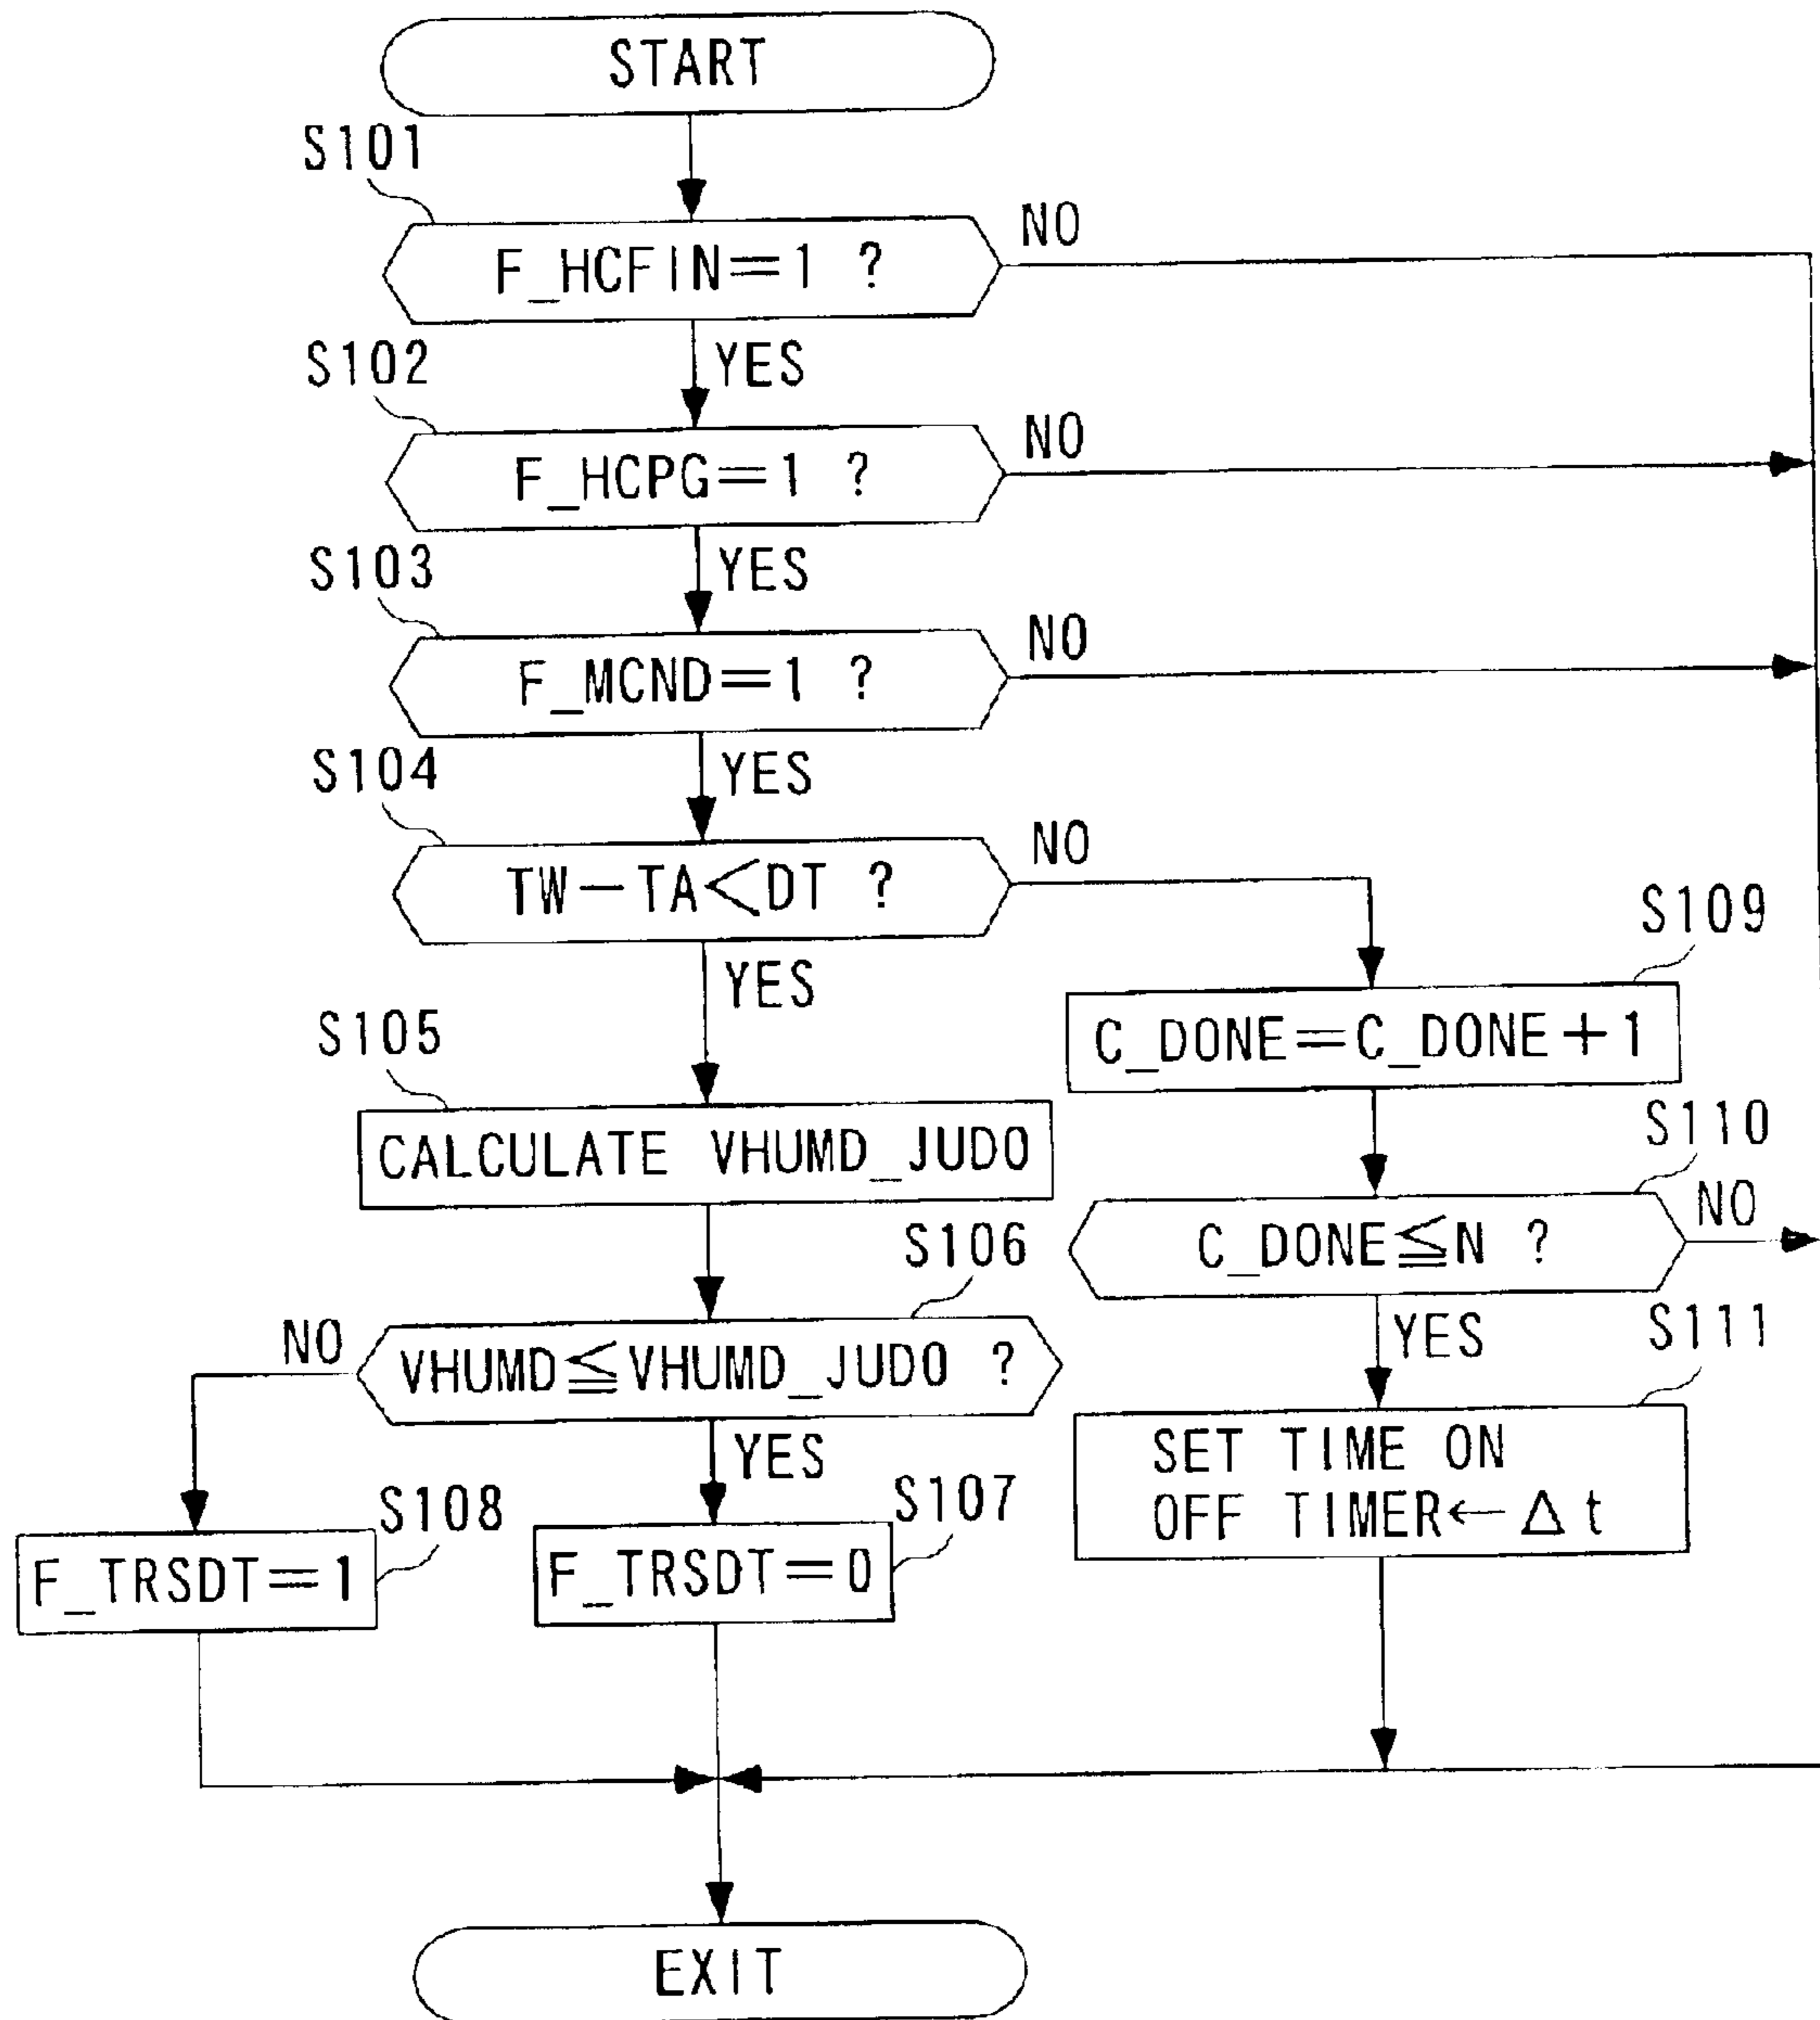 START
S101
F_HCFIN=1 ?
NO
YES
S102
F_HCPG=1 ?
NO
YES
S103
F_MCND=1 ?
NO
YES
S104
TW-TA<DT ?
NO
YES
S109
C_DONE=C_DONE+1
S105
CALCULATE VHUMD_JUD0
S110
C_DONE≦N ?
NO
YES
S106
VHUMD≦VHUMD_JUD0 ?
NO
YES
S111
SET TIME ON
OFF TIMER←Δt
S108
F_TRSDT=1
S107
F_TRSDT=0
EXIT